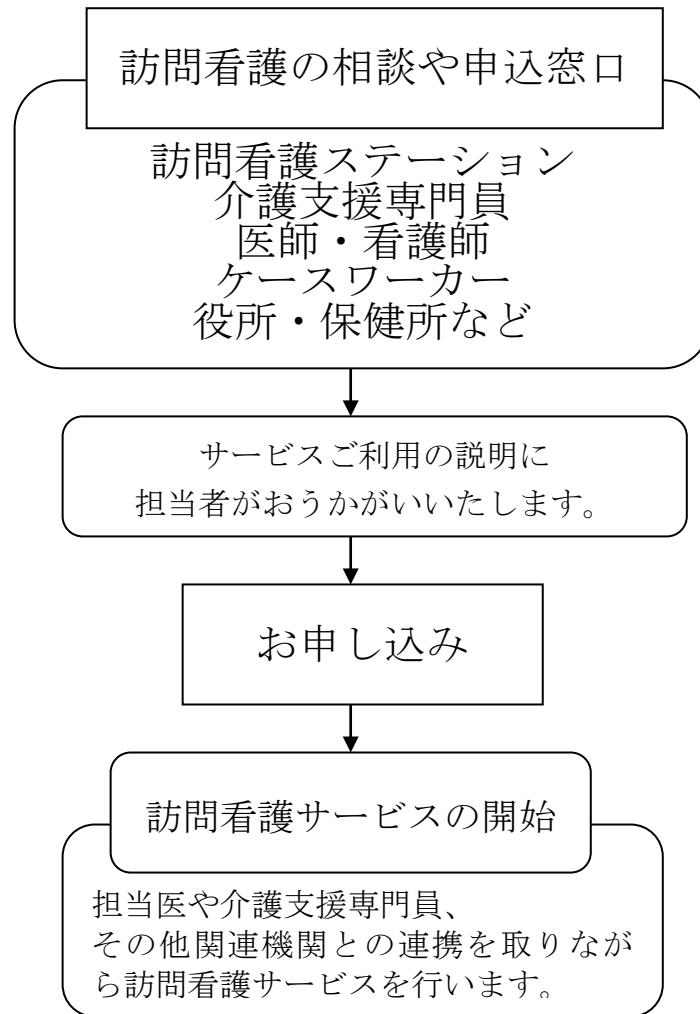 訪問看護の相談や申込窓口
訪問看護ステーション
介護支援専門員
医師・看護師
ケースワーカー
役所・保健所など
サービスご利用の説明に
担当者がおうかがいいたします。
お申し込み
訪問看護サービスの開始
担当医や介護支援専門員、
その他関連機関との連携を取りなが
ら訪問看護サービスを行います。